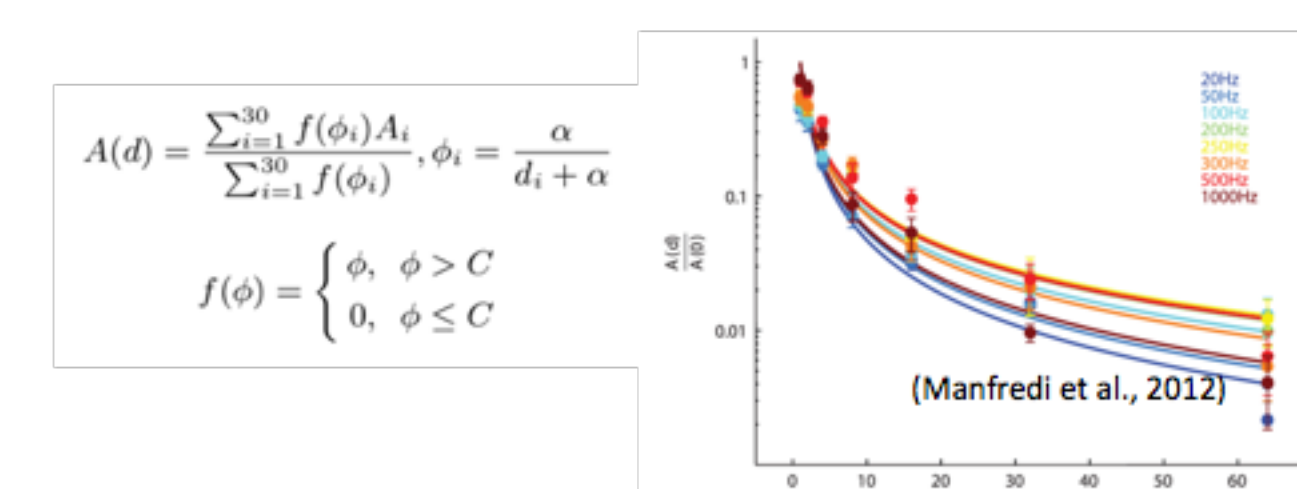 A(d) = \frac{\sum_{i=1}^{30} f(\phi_i) A_i}{\sum_{i=1}^{30} f(\phi_i)}, \phi_i = \frac{\alpha}{d_i + \alpha}
f(\phi) = \begin{cases} \phi, & \phi > C \\ 0, & \phi \leq C \end{cases}
1
0.1
0.01
A(d)
A(0)
20Hz
50Hz
100Hz
200Hz
250Hz
300Hz
500Hz
1000Hz
(Manfredi et al., 2012)
0 10 20 30 40 50 60